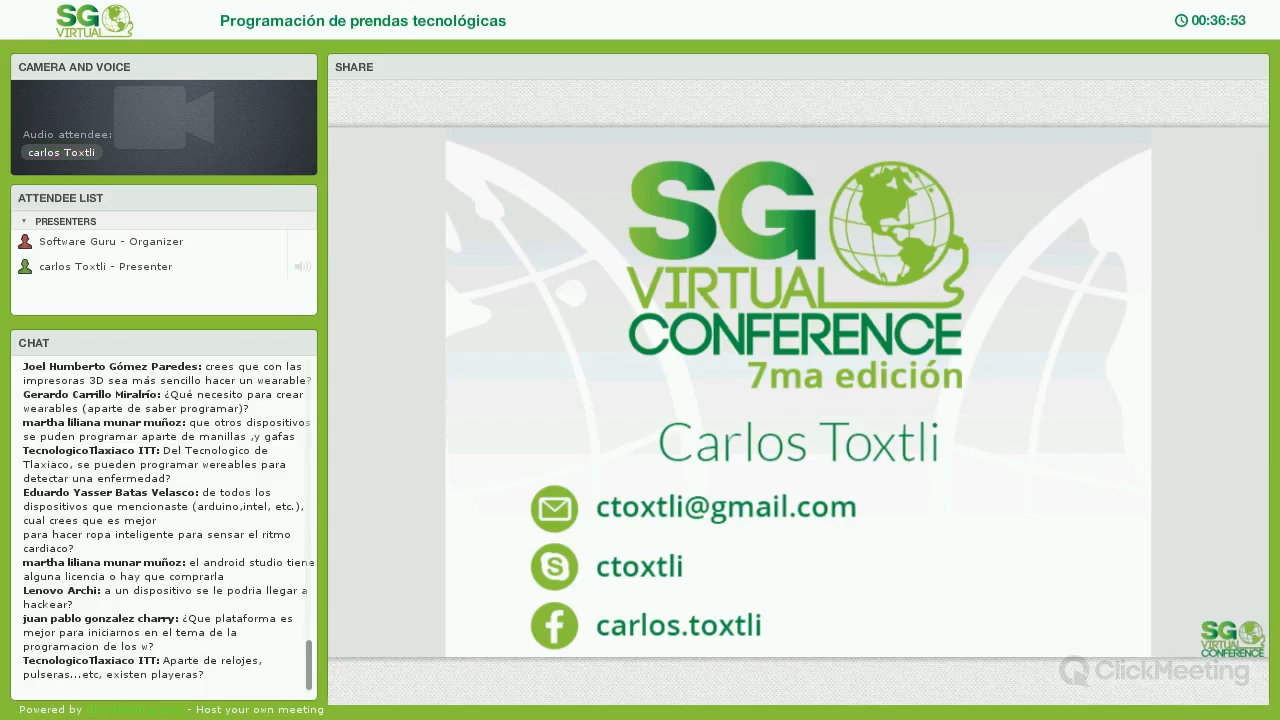 SG
VIRTUAL
Programación de prendas tecnológicas
00:36:53
CAMERA AND VOICE
Audio attendee:
carlos Toxtli
ATTENDEE LIST
PRESENTERS
Software Guru - Organizer
carlos Toxtli - Presenter
CHAT
Joel Humberto Gómez Paredes: crees que con las
impresoras 3D sea más sencillo hacer un wearable?
Gerardo Carrillo Miralrío: ¿Qué necesito para crear
wearables (aparte de saber programar)?
martha liliana munar muñoz: que otros dispositivos
se puden programar aparte de manillas ,y gafas
TecnologicoTlaxiaco ITT: Del Tecnologico de
Tlaxiaco, se pueden programar wereables para
detectar una enfermedad?
Eduardo Yasser Batas Velasco: de todos los
dispositivos que mencionaste (arduino,intel, etc.),
cual crees que es mejor
para hacer ropa inteligente para sensar el ritmo
cardiaco?
martha liliana munar muñoz: el android studio tiene
alguna licencia o hay que comprarla
Lenovo Archi: a un dispositivo se le podria llegar a
hackear?
juan pablo gonzalez charry: ¿Que plataforma es
mejor para iniciarnos en el tema de la
programacion de los w?
TecnologicoTlaxiaco ITT: Aparte de relojes,
pulseras...etc, existen playeras?
Powered by - Host your own meeting
SHARE
SG
VIRTUAL
CONFERENCE
7ma edición
Carlos Toxtli
ctoxtli@gmail.com
ctoxtli
carlos.toxtli
SG
VIRTUAL
CONFERENCE
ClickMeeting